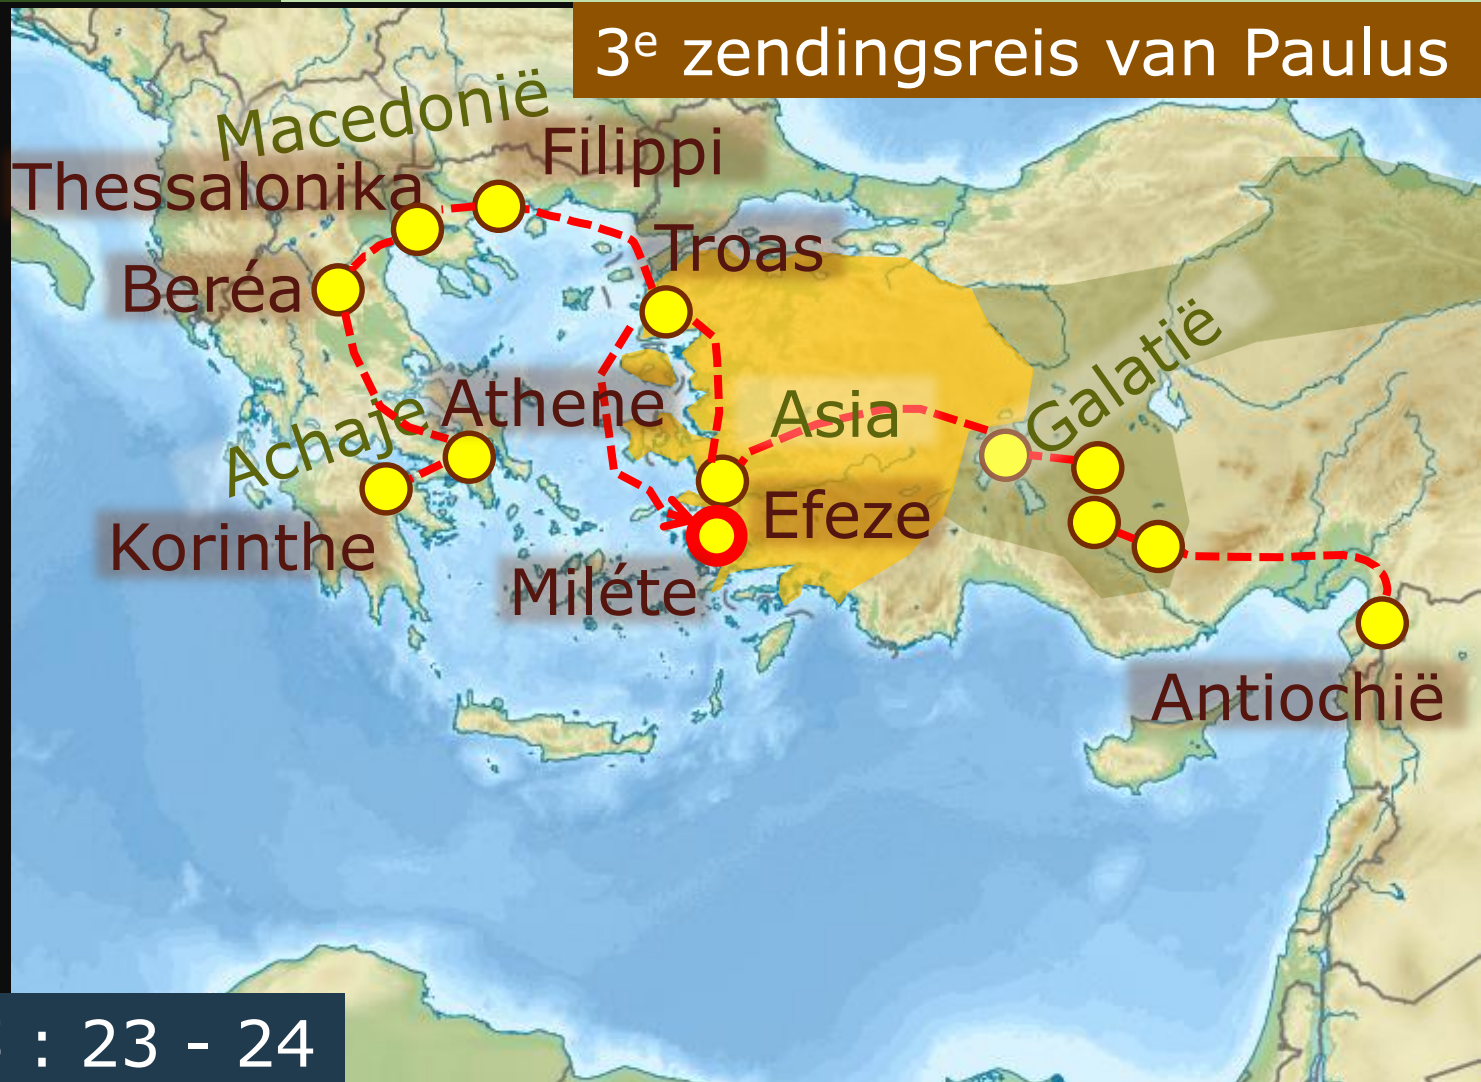 3e zendingsreis van Paulus
Macedonië
Filippi
Thessalonika
Troas
Beréa
Galatië
Athene
Asia
Achaje
Efeze
Korinthe
Miléte
Antiochië
: 23 - 24